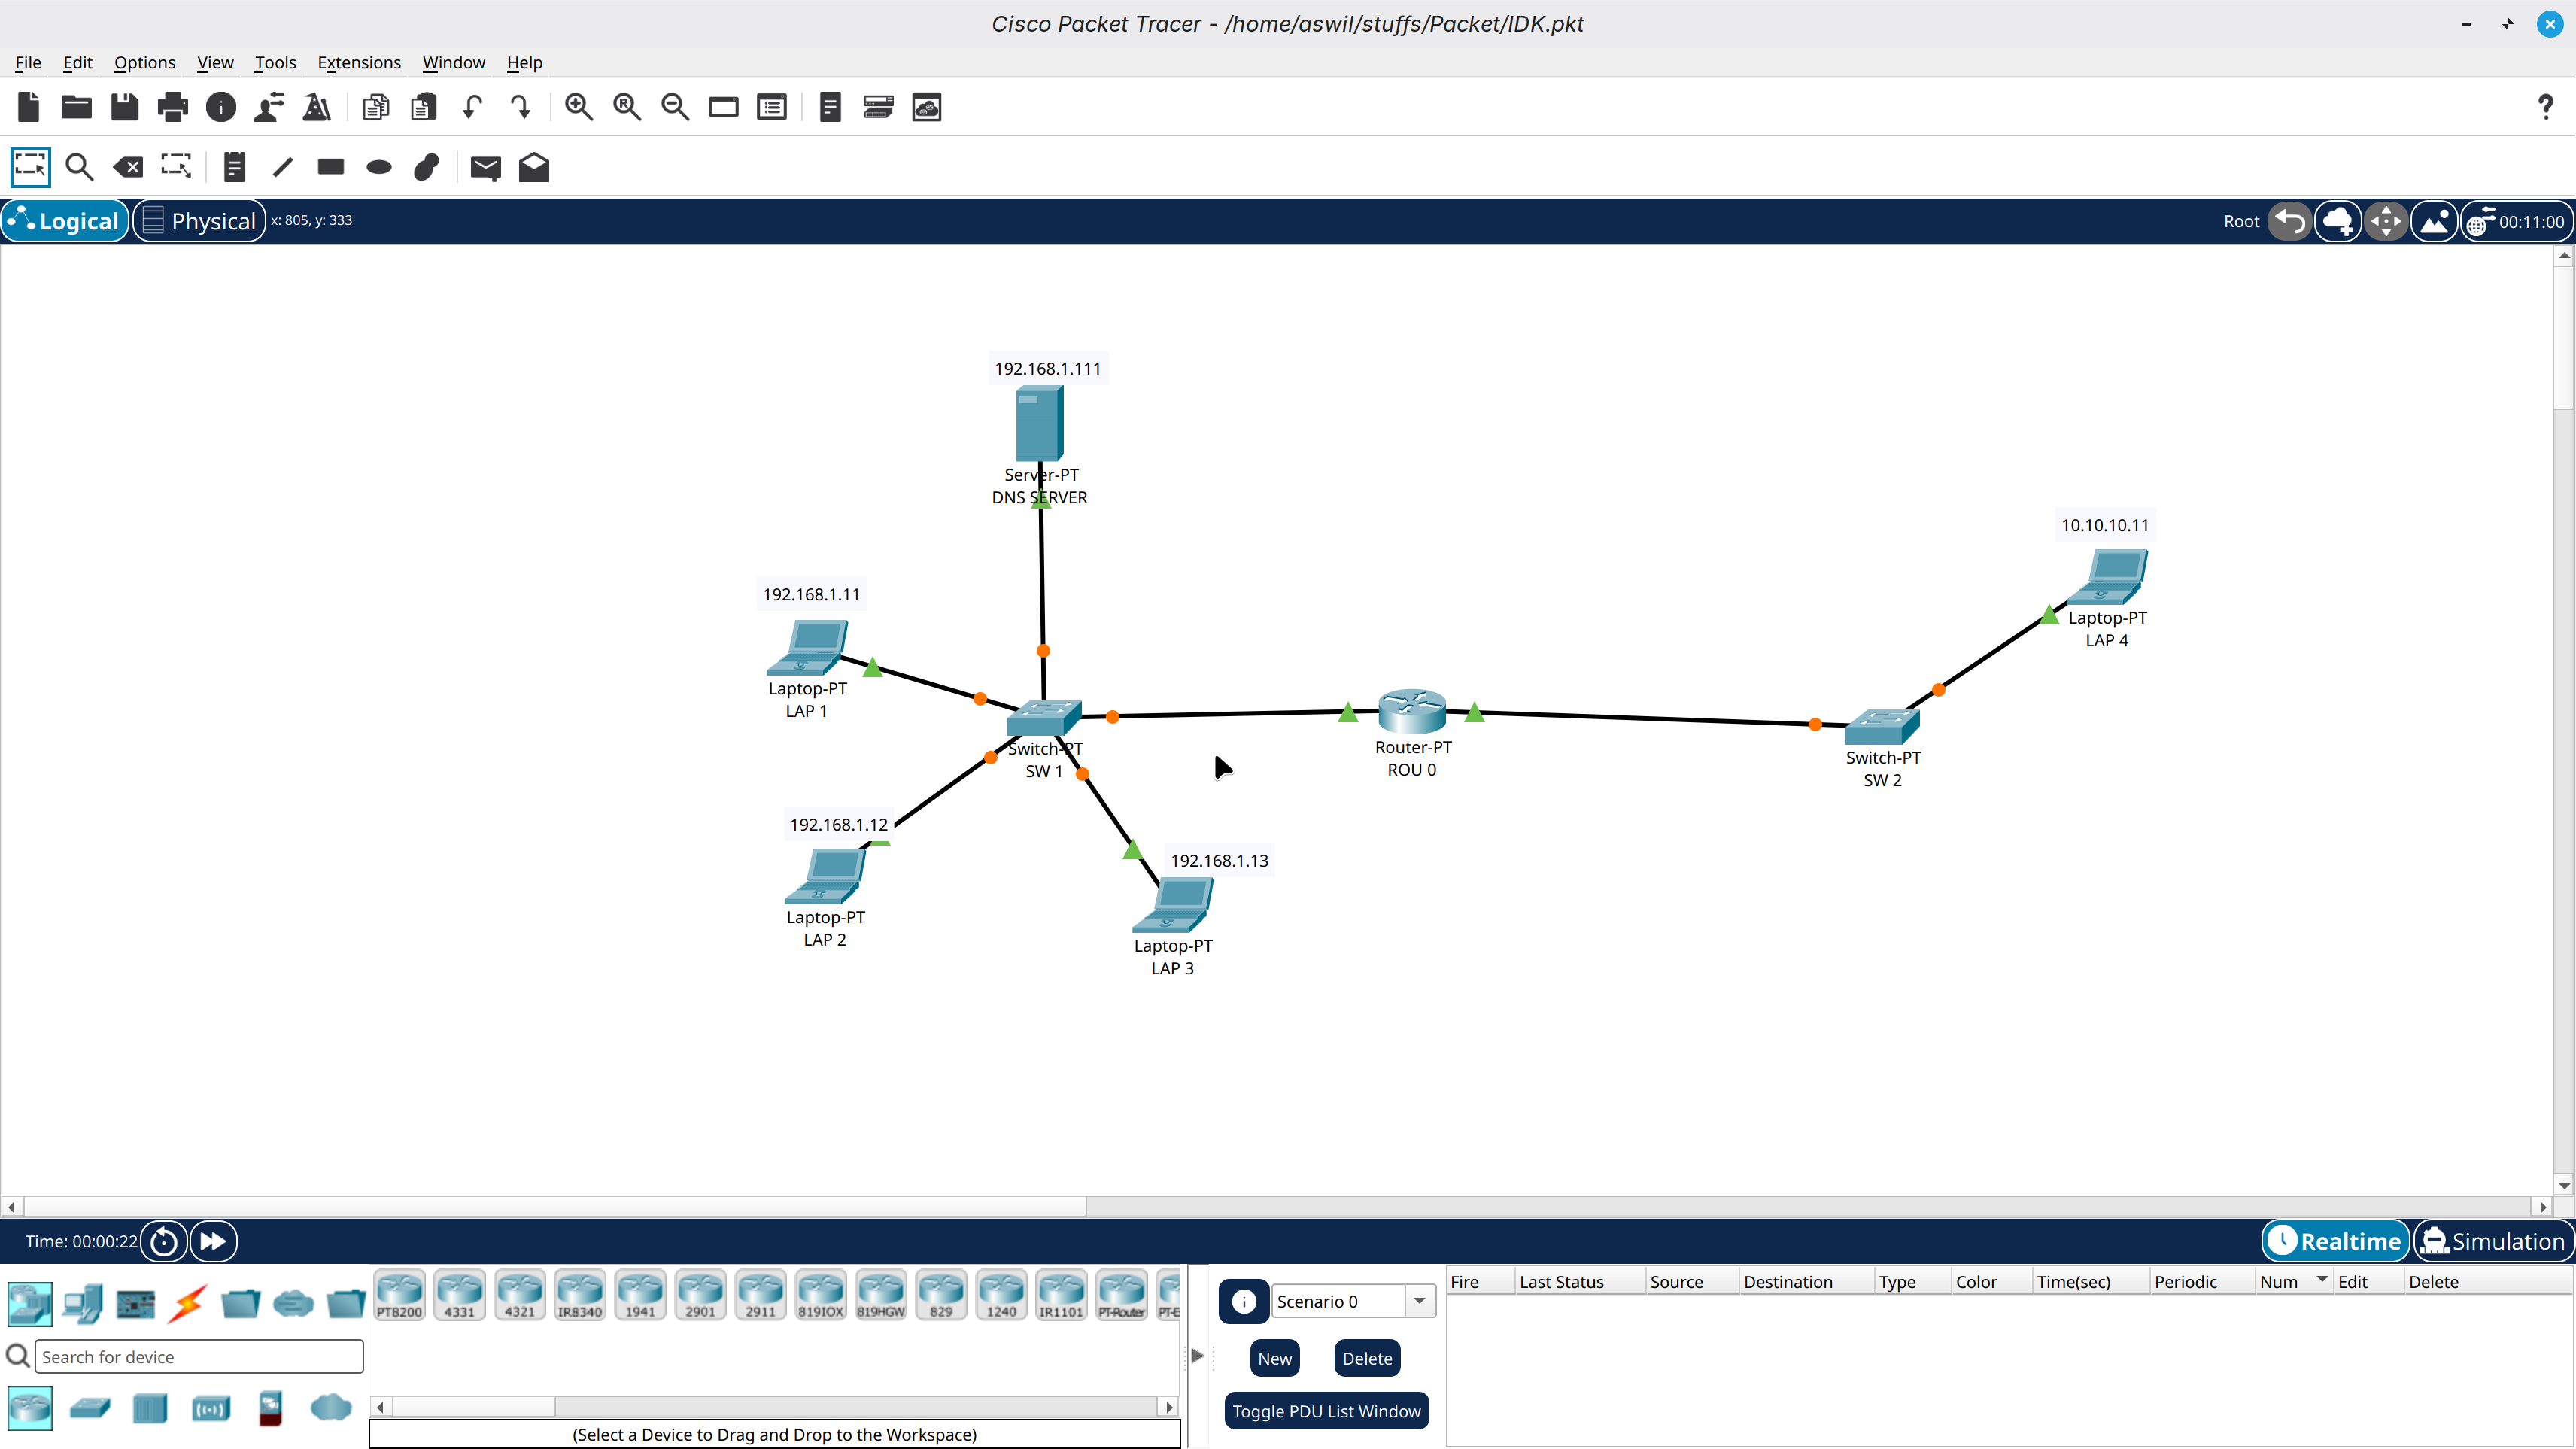 Cisco Packet Tracer - /home/aswil/stuffs/Packet/IDK.pkt
File Edit Options View Tools Extensions Window Help
Logical Physical x: 805, y: 333 Root 00:11:00
192.168.1.111
Server-PT
DNS SERVER
10.10.10.11
Laptop-PT
LAP 4
192.168.1.11
Laptop-PT
LAP 1
Switch-PT
SW 1
Router-PT
ROU 0
Switch-PT
SW 2
192.168.1.12
Laptop-PT
LAP 2
192.168.1.13
Laptop-PT
LAP 3
Time: 00:00:22 Realtime Simulation
PT8200 4331 4321 IR8340 1941 2901 2911 819IOX 819HGW 829 1240 IR1101 PT-Router PT-E
Search for device
(Select a Device to Drag and Drop to the Workspace)
Scenario 0
New Delete
Toggle PDU List Window
Fire Last Status Source Destination Type Color Time(sec) Periodic Num Edit Delete